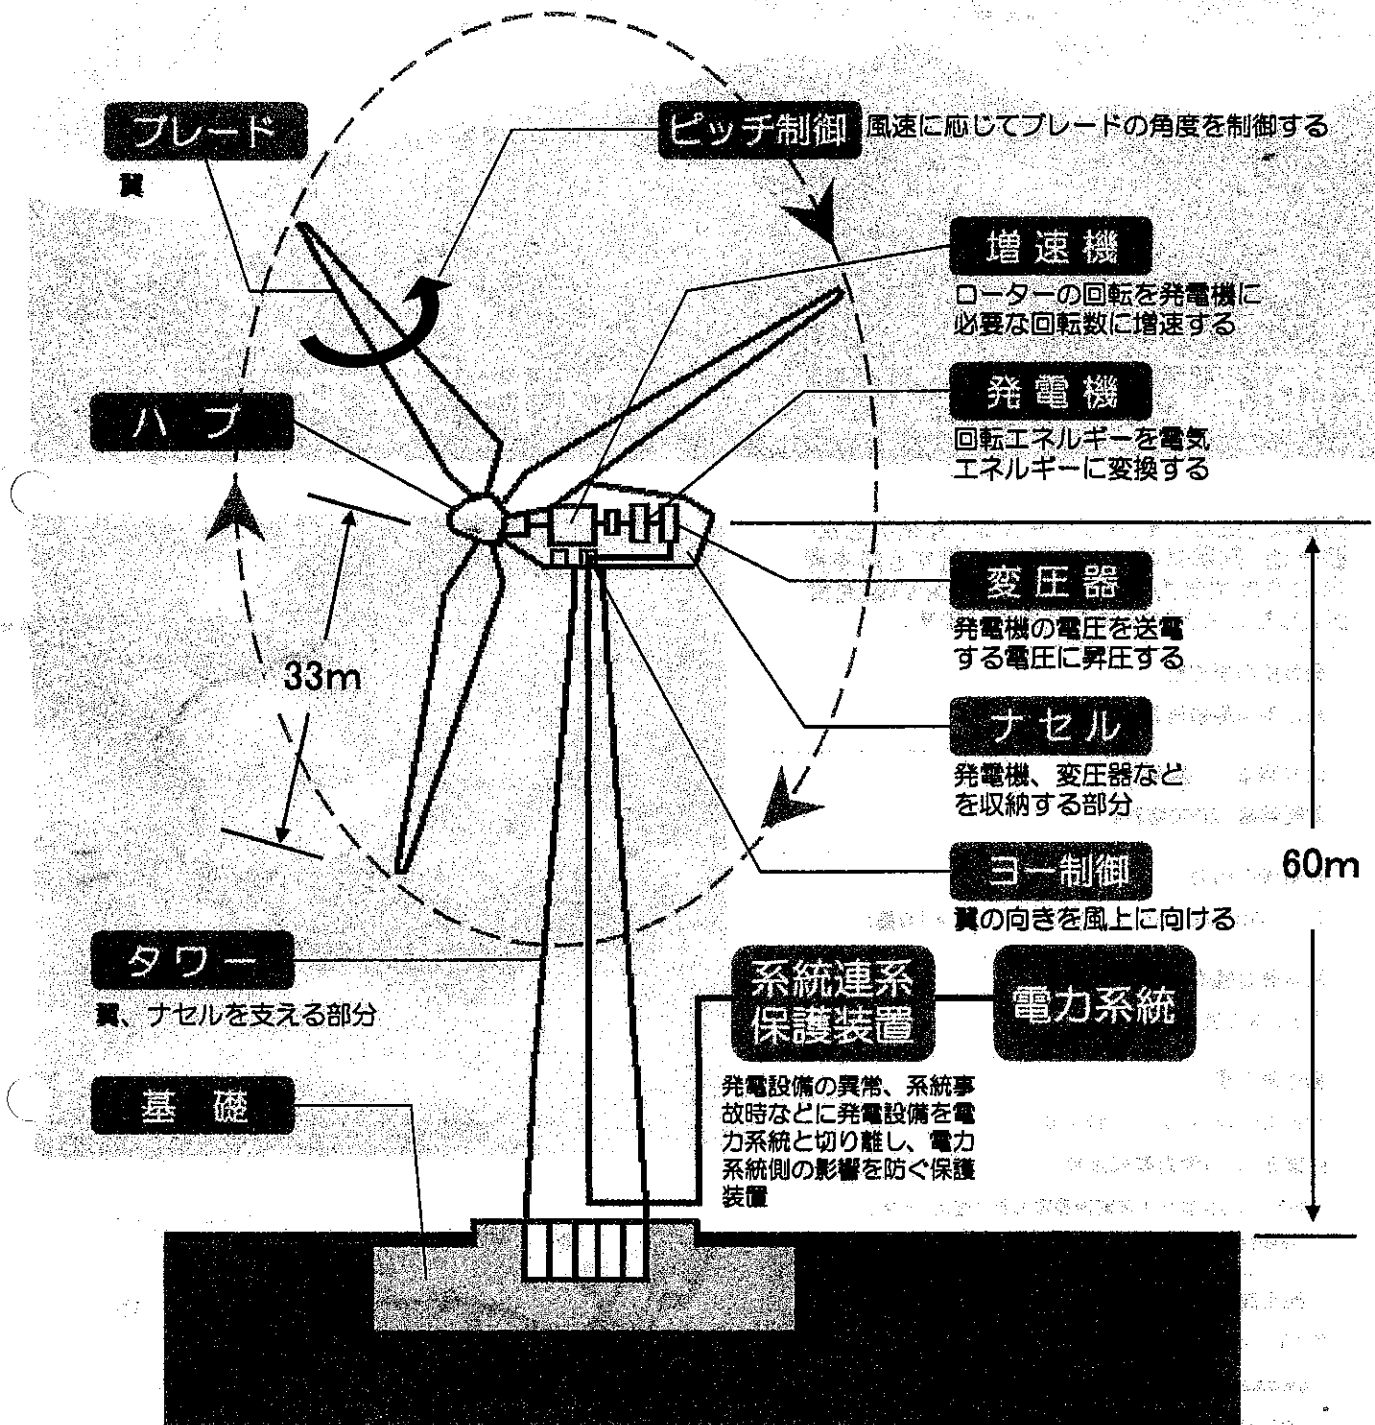 ブレード
翼
ピッチ制御
風速に応じてブレードの角度を制御する
増速機
ローターの回転を発電機に
必要な回転数に増速する
発電機
回転エネルギーを電気
エネルギーに変換する
ハブ
変圧器
発電機の電圧を送電
する電圧に昇圧する
33m
ナセル
発電機、変圧器など
を収納する部分
60m
ヨー制御
翼の向きを風上に向ける
タワー
翼、ナセルを支える部分
系統連系
保護装置
電力系統
発電設備の異常、系統事
故時などに発電設備を電
力系統と切り離し、電力
系統側の影響を防ぐ保護
装置
基礎